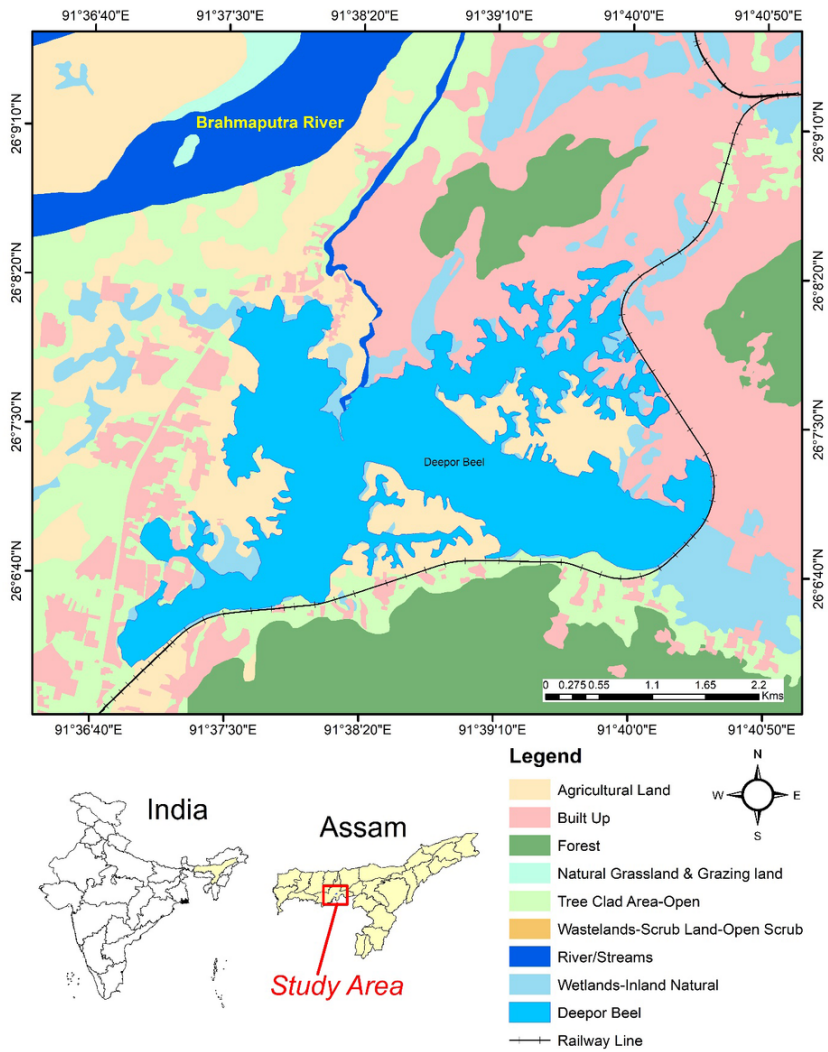 91°36'40"E 91°37'30"E 91°38'20"E 91°39'10"E 91°40'0"E 91°40'50"E
26°9'10"N
26°9'10"N
Brahmaputra River
26°8'20"N
26°8'20"N
26°7'30"N
26°7'30"N
Deepor Beel
26°6'40"N
26°6'40"N
0 0.275 0.55 1.1 1.65 2.2
Kms
91°36'40"E 91°37'30"E 91°38'20"E 91°39'10"E 91°40'0"E 91°40'50"E
India
Assam
Study Area
Legend
Agricultural Land
Built Up
Forest
Natural Grassland & Grazing land
Tree Clad Area-Open
Wastelands-Scrub Land-Open Scrub
River/Streams
Wetlands-Inland Natural
Deepor Beel
Railway Line
N
W E
S